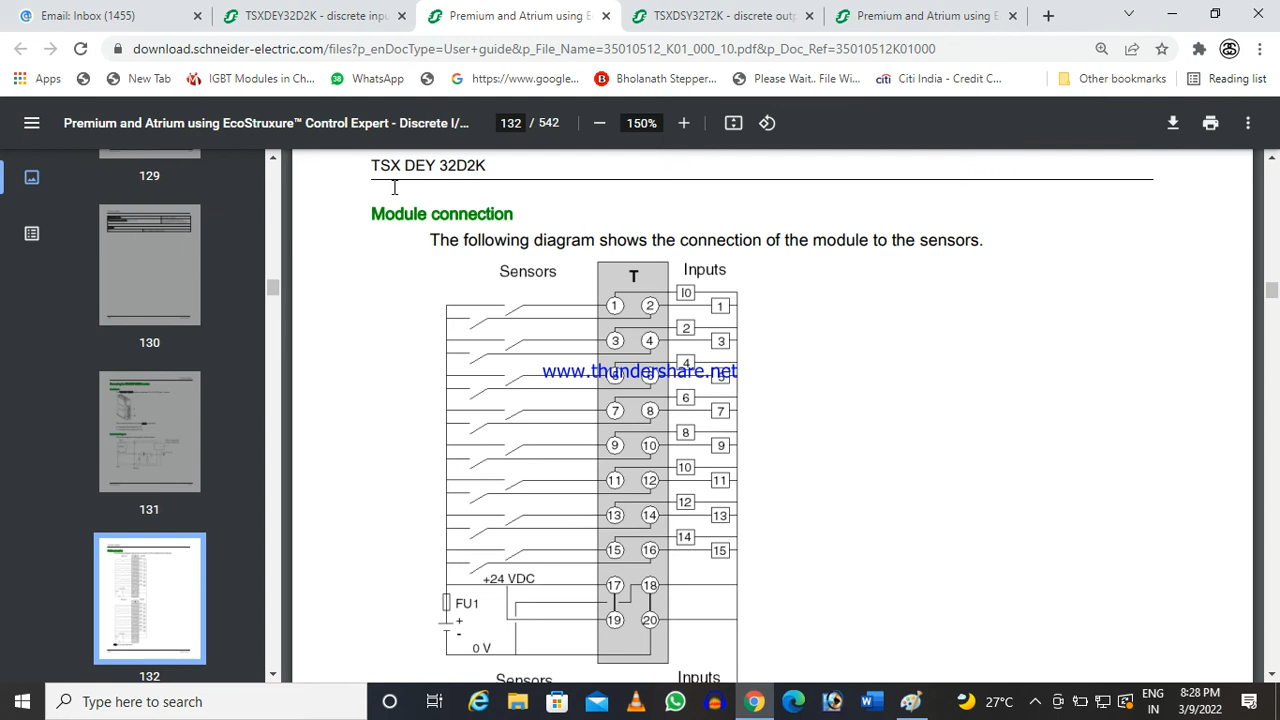 Email: Inbox (1455)
TSXDEY32D2K - discrete inpu
Premium and Atrium using E
TSXDSY32T2K - discrete outp
Premium and Atrium using E
download.schneider-electric.com/files?p_enDocType=User+guide&p_File_Name=35010512_K01_000_10.pdf&p_Doc_Ref=35010512K01000
Apps
New Tab
IGBT Modules in Ch...
38
WhatsApp
https://www.google...
B
Bholanath Stepper...
Please Wait.. File Wi...
citi
Citi India - Credit C...
Other bookmarks
Reading list
Premium and Atrium using EcoStruxure™ Control Expert - Discrete I/...
132 / 542
150%
129
130
131
132
TSX DEY 32D2K
Module connection
The following diagram shows the connection of the module to the sensors.
Sensors
T
Inputs
I0
1 2 1
2
3 4 3
4
www.thundershare.net
5
6
7 8 7
8
9 10 9
10
11 12 11
12
13 14 13
14
15 16 15
+24 VDC
17 18
FU1
+
-
19 20
0 V
Sensors
Inputs
Type here to search
27°C
ENG
IN
8:28 PM
3/9/2022